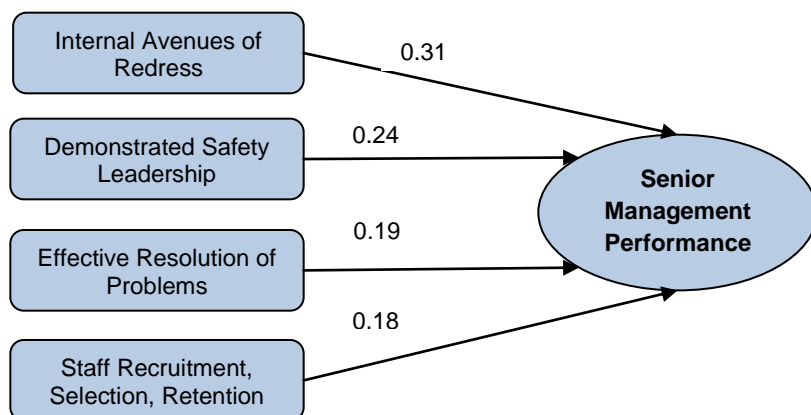 Internal Avenues of
Redress
0.31
Demonstrated Safety
Leadership
0.24
Senior
Management
Performance
Effective Resolution of
Problems
0.19
Staff Recruitment,
Selection, Retention
0.18